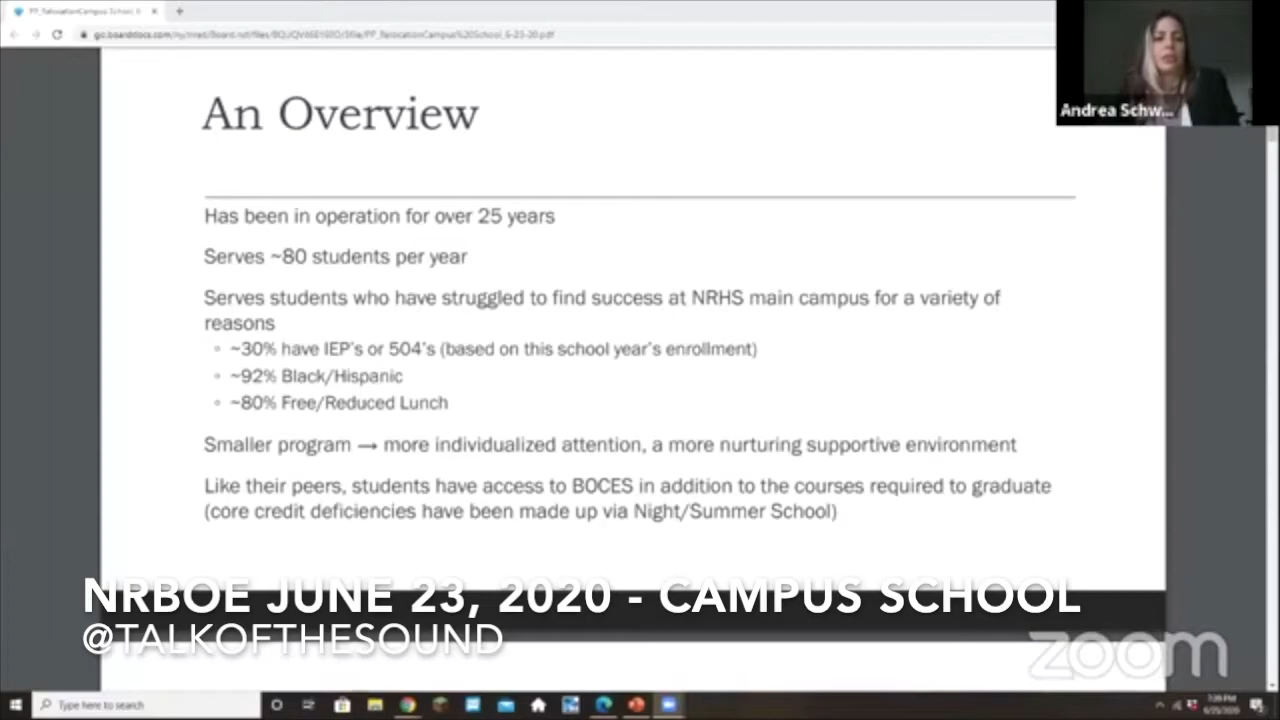 An Overview
Andrea Schw...
Has been in operation for over 25 years
Serves ~80 students per year
Serves students who have struggled to find success at NRHS main campus for a variety of
reasons
~30% have IEP's or 504's (based on this school year's enrollment)
~92% Black/Hispanic
~80% Free/Reduced Lunch
Smaller program → more individualized attention, a more nurturing supportive environment
Like their peers, students have access to BOCES in addition to the courses required to graduate
(core credit deficiencies have been made up via Night/Summer School)
NRBOE JUNE 23, 2020 - CAMPUS SCHOOL
@TALKOFTHESOUND
zoom
Type here to search